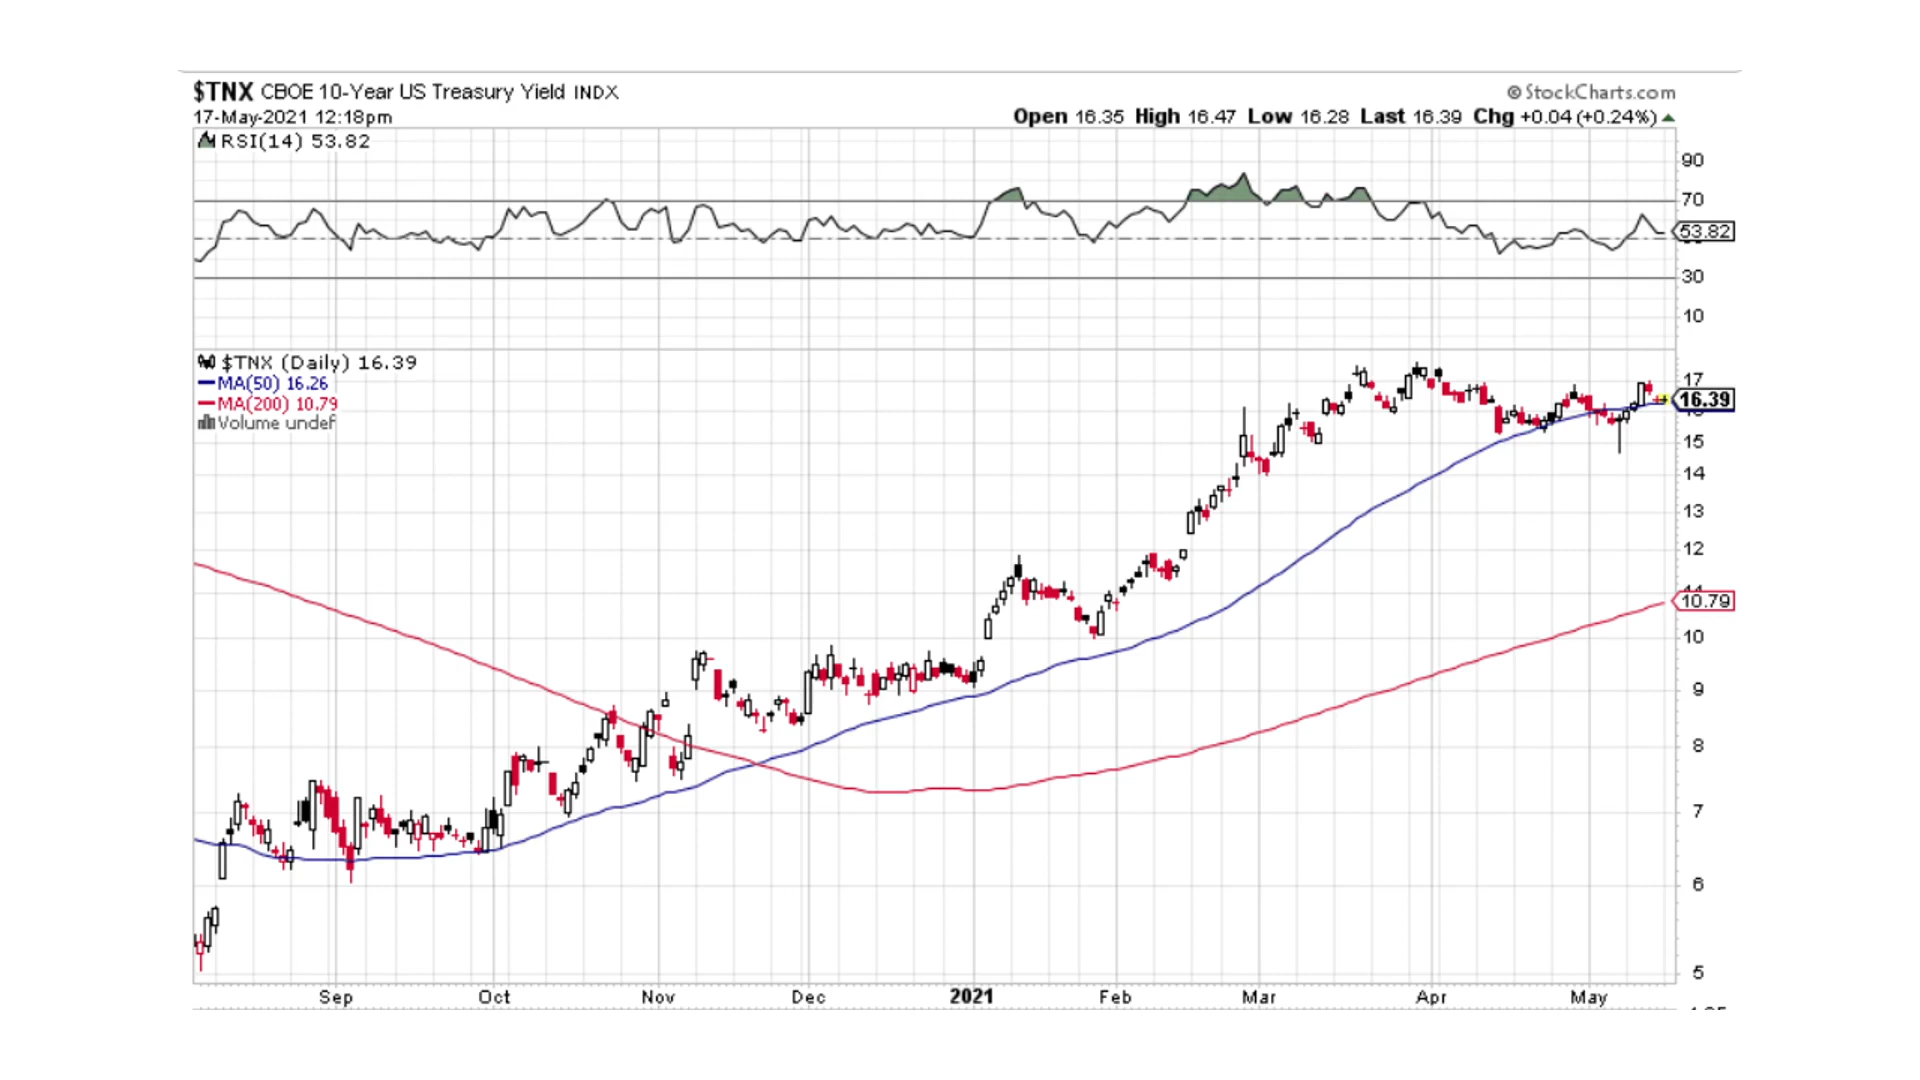 $TNX CBOE 10-Year US Treasury Yield INDX
© StockCharts.com
17-May-2021 12:18pm
Open 16.35 High 16.47 Low 16.28 Last 16.39 Chg +0.04 (+0.24%)
RSI(14) 53.82
90
70
53.82
30
10
$TNX (Daily) 16.39
MA(50) 16.26
MA(200) 10.79
Volume undef
17
16.39
15
14
13
12
11
10.79
10
9
8
7
6
5
Sep Oct Nov Dec 2021 Feb Mar Apr May